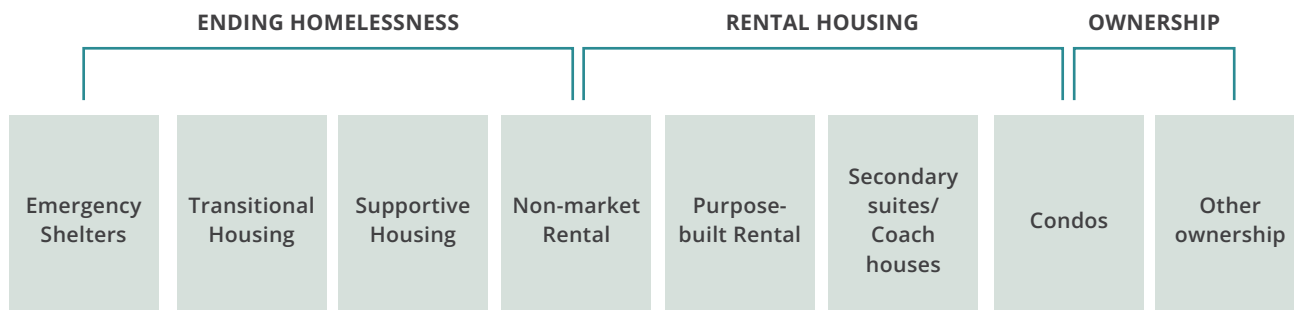 ENDING HOMELESSNESS
RENTAL HOUSING
OWNERSHIP
Emergency
Shelters
Transitional
Housing
Supportive
Housing
Non-market
Rental
Purpose-
built Rental
Secondary
suites/
Coach
houses
Condos
Other
ownership